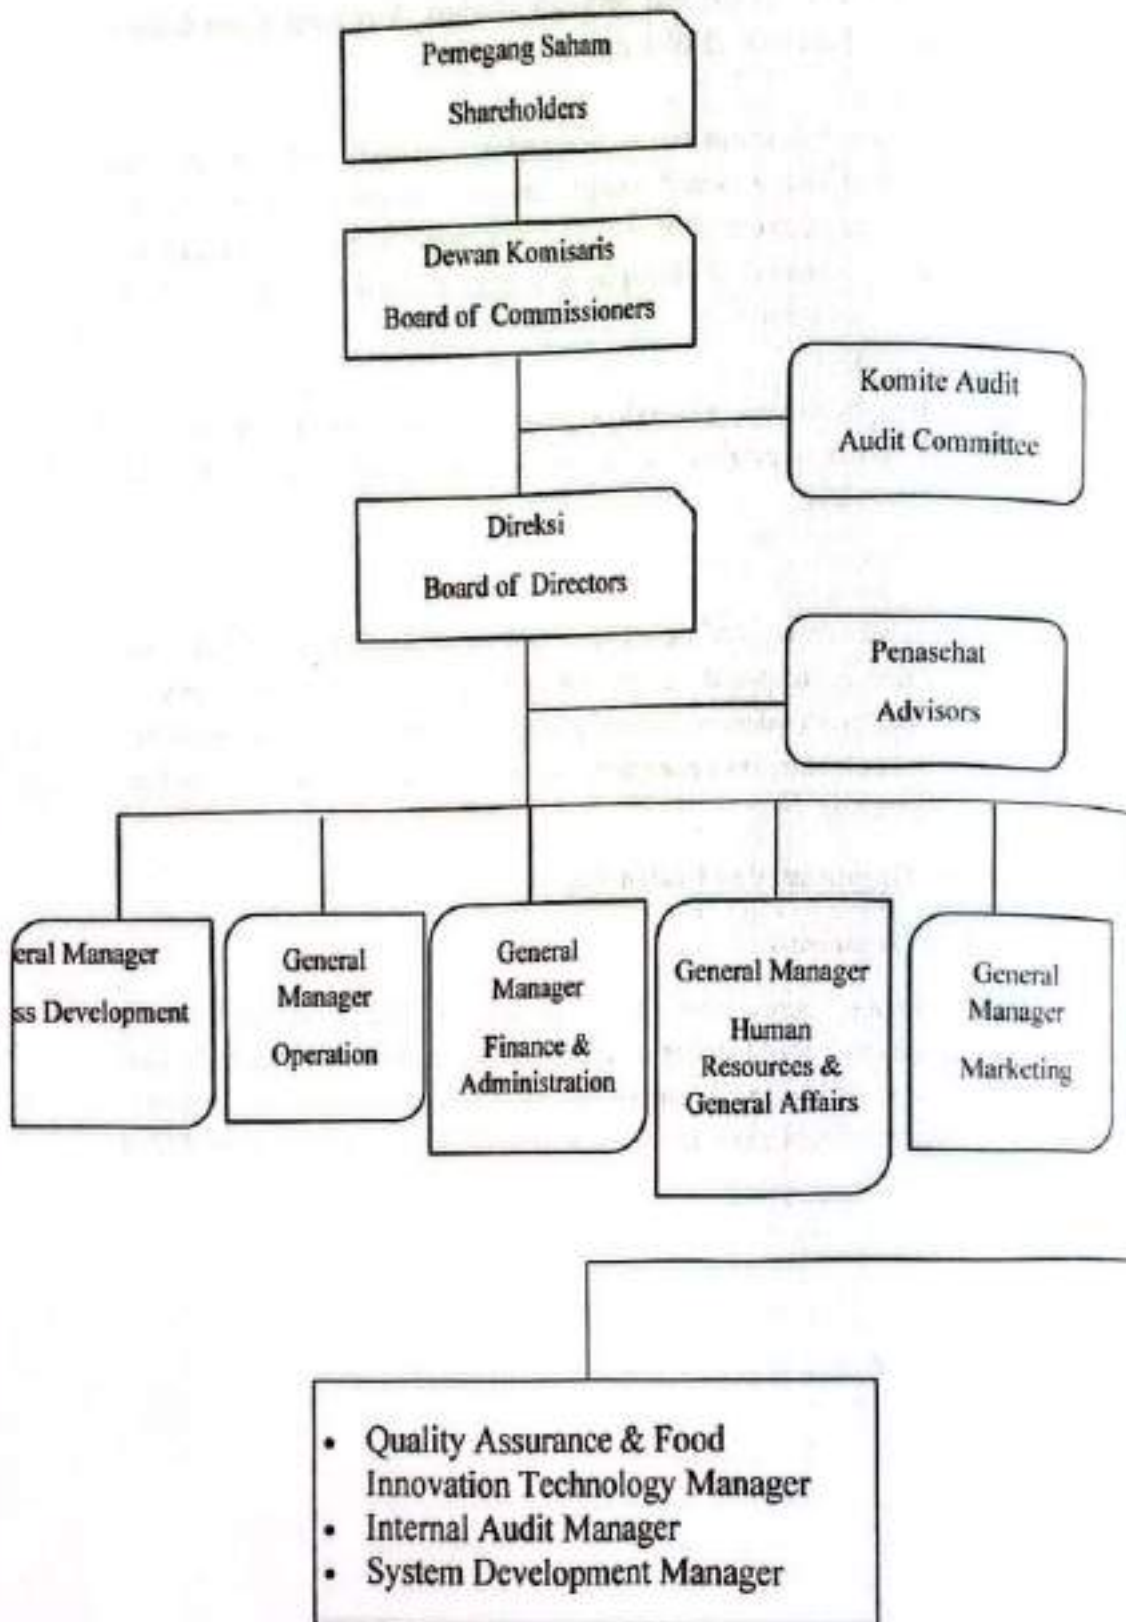 Pemegang Saham
Shareholders
Dewan Komisaris
Board of Commissioners
Komite Audit
Audit Committee
Direksi
Board of Directors
Penasehat
Advisors
eral Manager
ss Development
General
Manager
Operation
General
Manager
Finance &
Administration
General Manager
Human
Resources &
General Affairs
General
Manager
Marketing
• Quality Assurance & Food
Innovation Technology Manager
• Internal Audit Manager
• System Development Manager